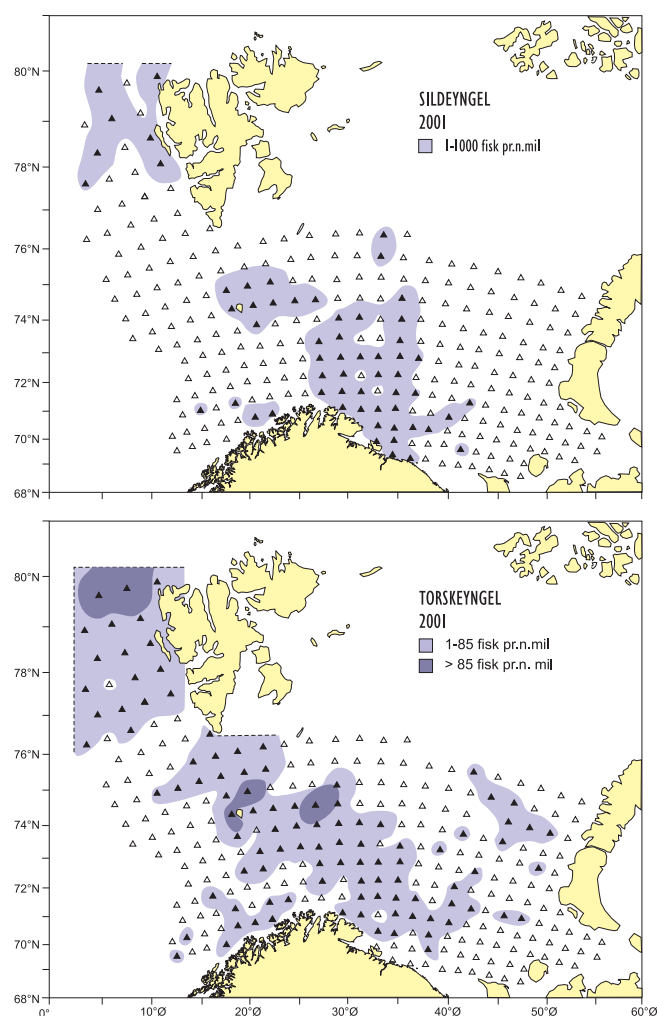 80°N
78°N
76°N
74°N
72°N
70°N
68°N
SILDEYNGEL
2001
1-1000 fisk pr.n.mil
80°N
78°N
76°N
74°N
72°N
70°N
68°N
TORSKEYNGEL
2001
1-85 fisk pr.n.mil
> 85 fisk pr.n. mil
0° 10°Ø 20°Ø 30°Ø 40°Ø 50°Ø 60°Ø